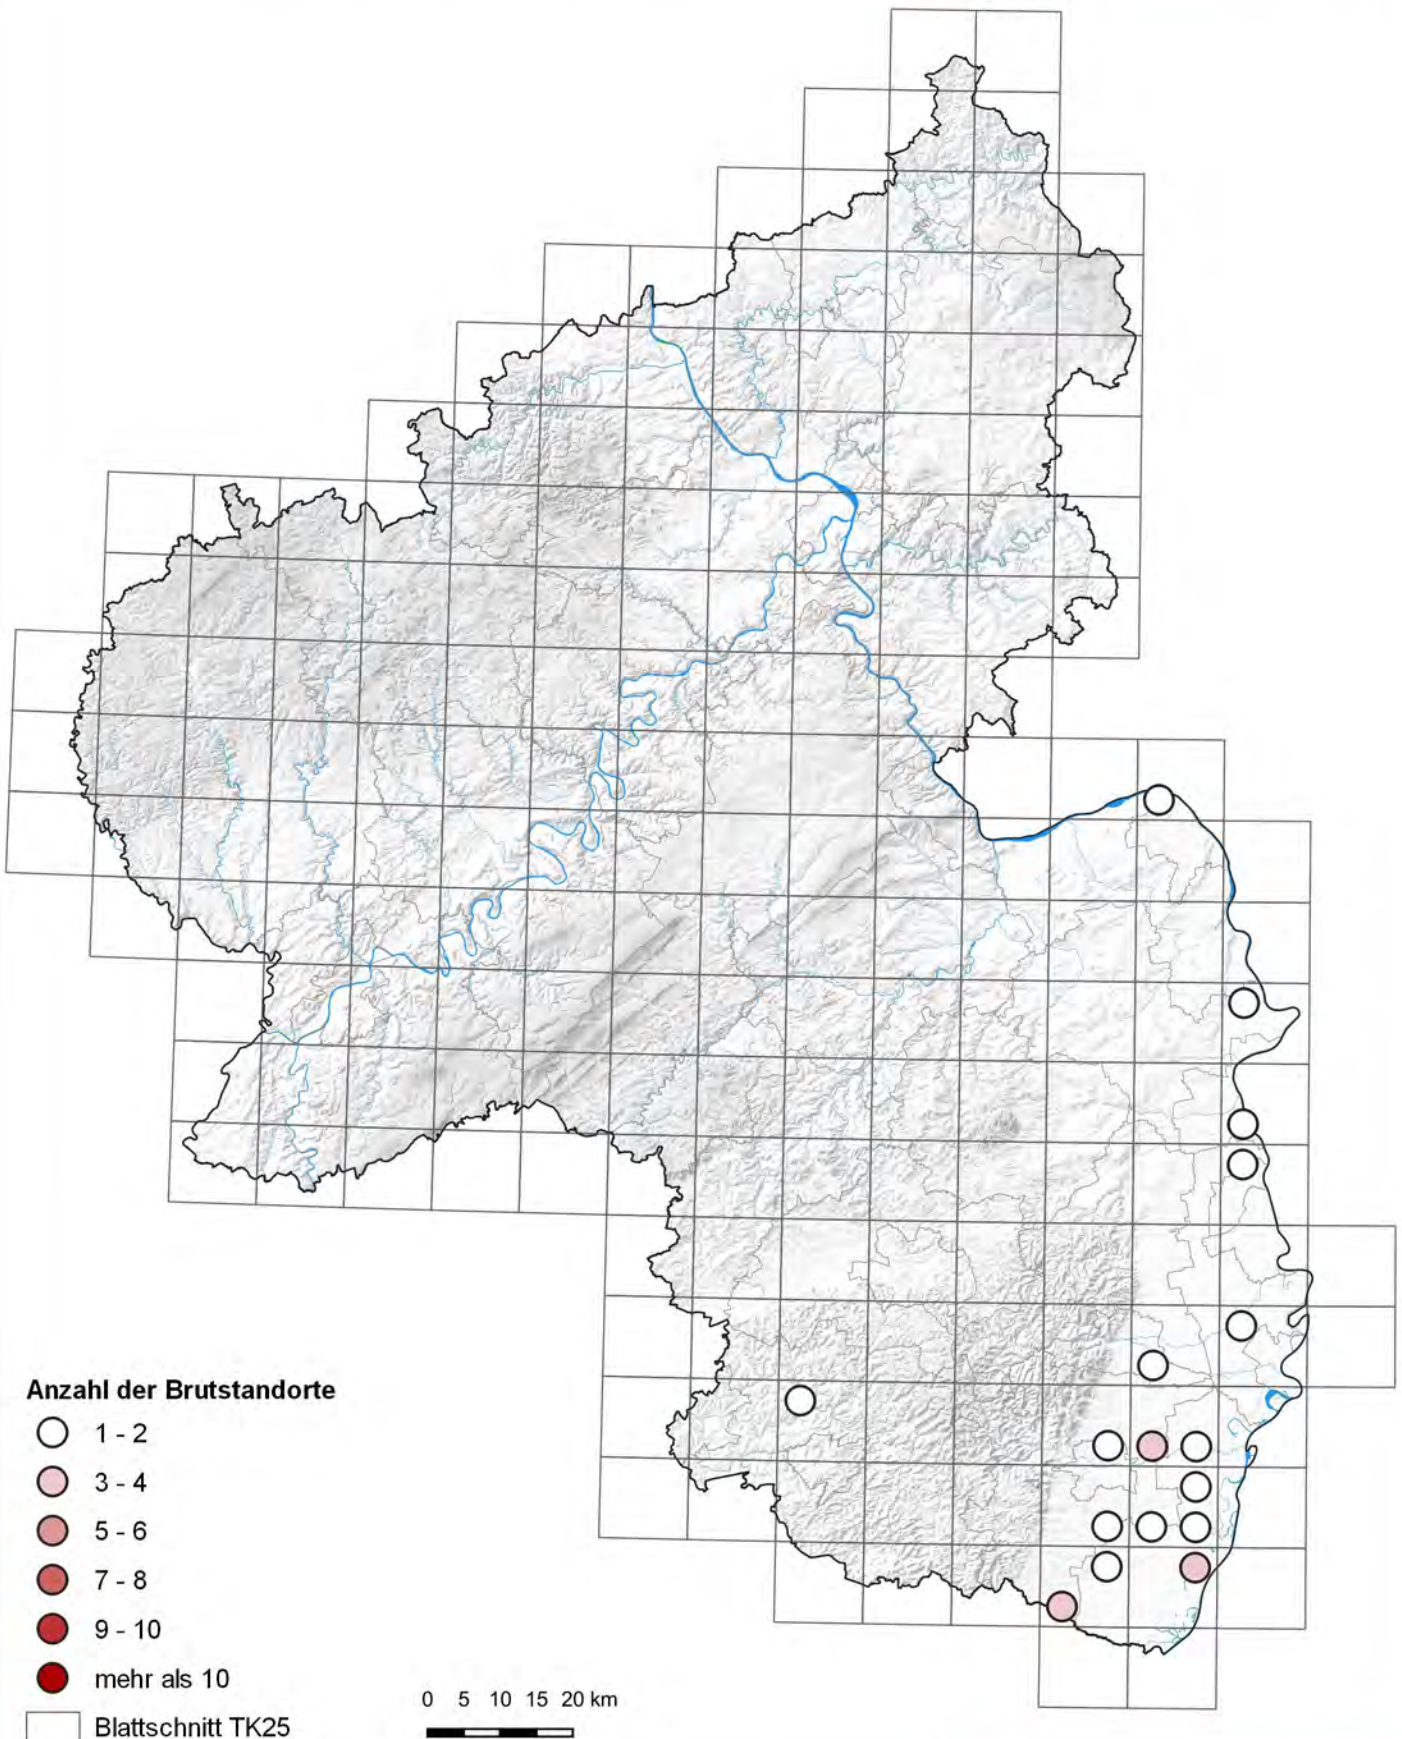 Anzahl der Brutstandorte
1 - 2
3 - 4
5 - 6
7 - 8
9 - 10
mehr als 10
Blattschnitt TK25
0 5 10 15 20 km